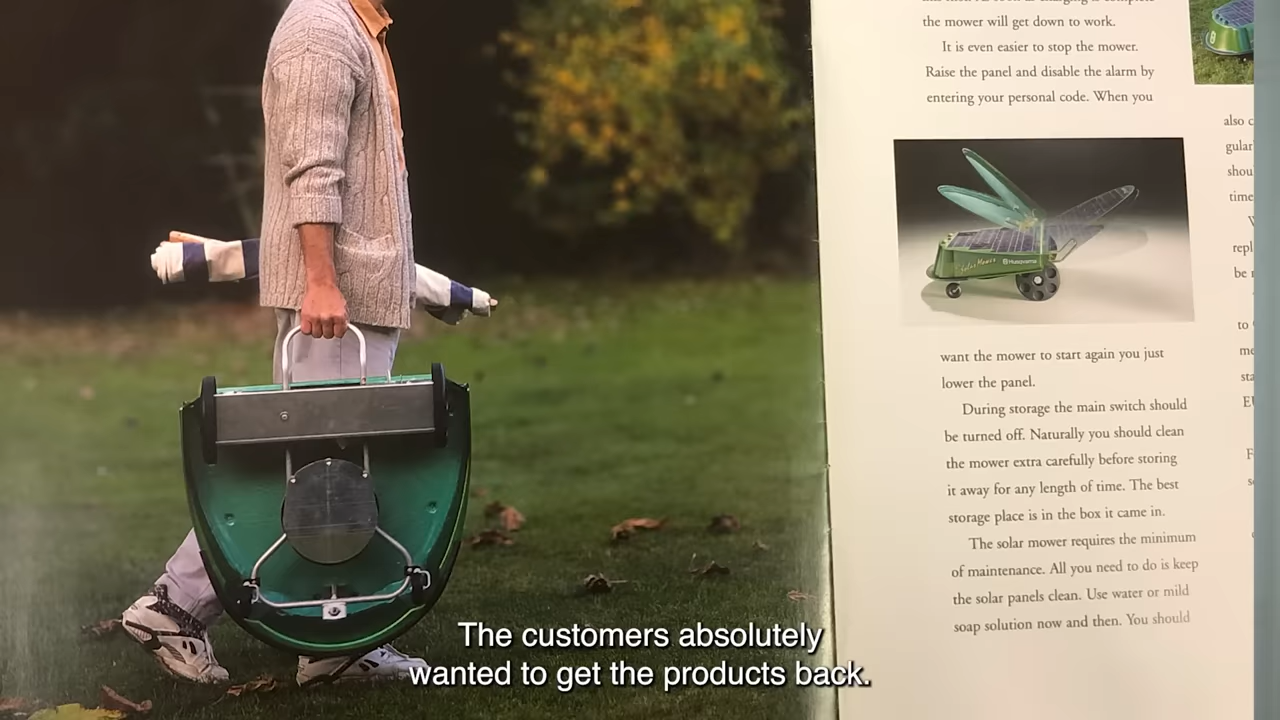 the mower will get down to work.
It is even easier to stop the mower.
Raise the panel and disable the alarm by
entering your personal code. When you
Solar Mower
Husqvarna
want the mower to start again you just
lower the panel.
During storage the main switch should
be turned off. Naturally you should clean
the mower extra carefully before storing
it away for any length of time. The best
storage place is in the box it came in.
The solar mower requires the minimum
of maintenance. All you need to do is keep
the solar panels clean. Use water or mild
soap solution now and then. You should
also
shou
time
be
to
The customers absolutely
wanted to get the products back.